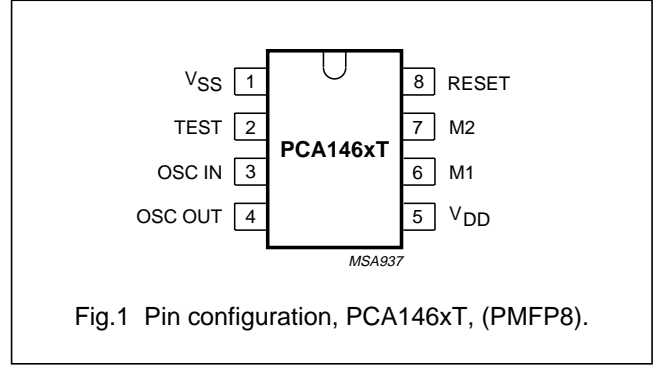 VSS 1
TEST 2
OSC IN 3
OSC OUT 4
PCA146xT
8 RESET
7 M2
6 M1
5 VDD
MSA937
Fig.1 Pin configuration, PCA146xT, (PMFP8).